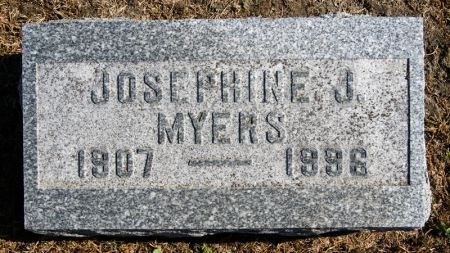 JOSEPHINE J.
MYERS
1907 — 1996